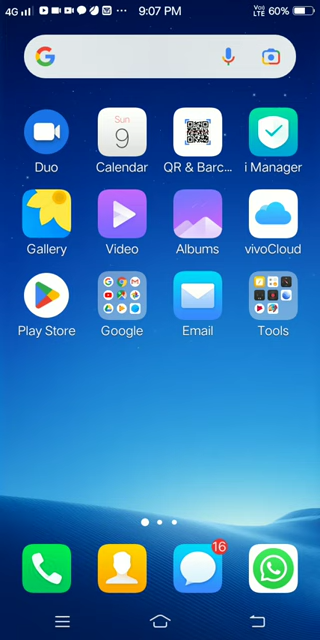 4G 9:07 PM VoI) LTE 60%
G
Sun
9
Duo Calendar QR & Barc... i Manager
Gallery Video Albums vivoCloud
Play Store Google Email Tools
16